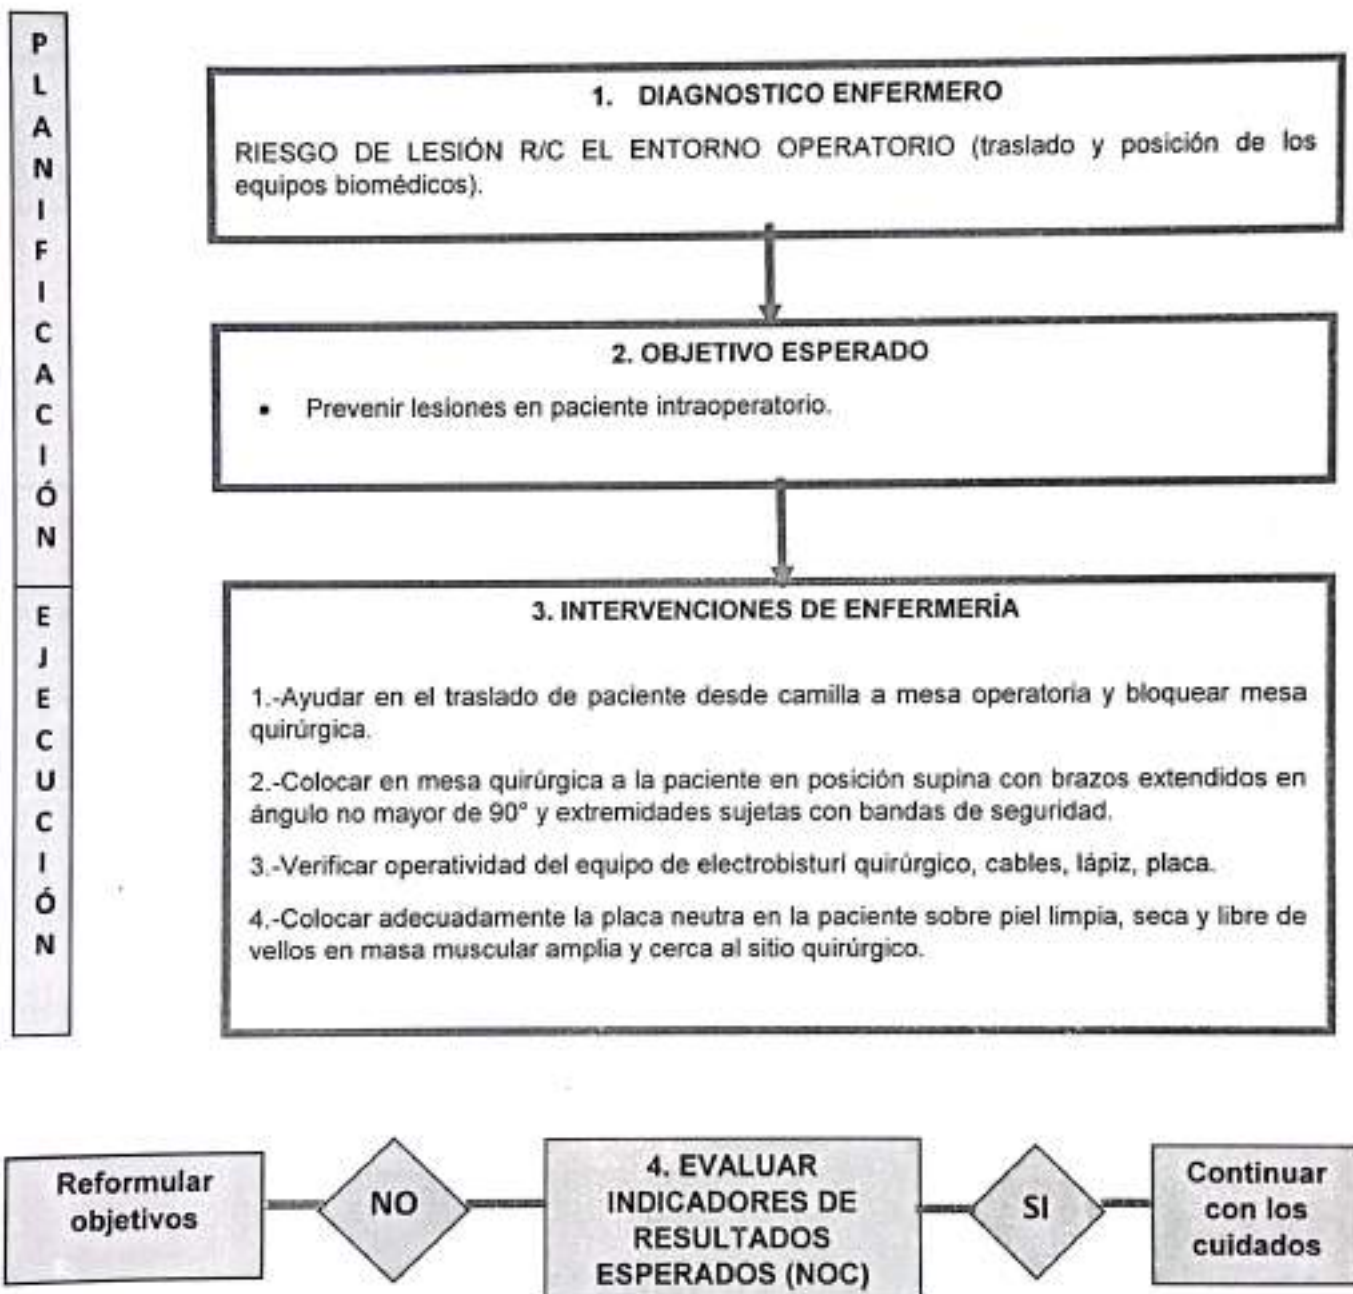 PLANIFICACIÓN
1. DIAGNOSTICO ENFERMERO
RIESGO DE LESIÓN R/C EL ENTORNO OPERATORIO (traslado y posición de los
equipos biomédicos).
2. OBJETIVO ESPERADO
• Prevenir lesiones en paciente intraoperatorio.
EJECUCIÓN
3. INTERVENCIONES DE ENFERMERÍA
1.-Ayudar en el traslado de paciente desde camilla a mesa operatoria y bloquear mesa
quirúrgica.
2.-Colocar en mesa quirúrgica a la paciente en posición supina con brazos extendidos en
ángulo no mayor de 90° y extremidades sujetas con bandas de seguridad.
3.-Verificar operatividad del equipo de electrobisturí quirúrgico, cables, lápiz, placa.
4.-Colocar adecuadamente la placa neutra en la paciente sobre piel limpia, seca y libre de
vellos en masa muscular amplia y cerca al sitio quirúrgico.
Reformular
objetivos
NO
4. EVALUAR
INDICADORES DE
RESULTADOS
ESPERADOS (NOC)
SI
Continuar
con los
cuidados